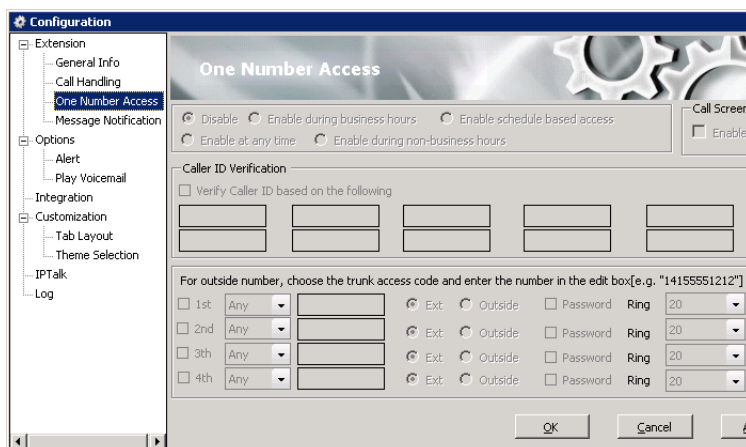 Configuration
Extension
General Info
Call Handling
One Number Access
Message Notification
Options
Alert
Play Voicemail
Integration
Customization
Tab Layout
Theme Selection
IPTalk
Log
One Number Access
Disable Enable during business hours Enable schedule based access
Enable at any time Enable during non-business hours
Call Screen
Enable
Caller ID Verification
Verify Caller ID based on the following
For outside number, choose the trunk access code and enter the number in the edit box[e.g. "14155551212"]
1st Any Ext Outside Password Ring 20
2nd Any Ext Outside Password Ring 20
3th Any Ext Outside Password Ring 20
4th Any Ext Outside Password Ring 20
OK Cancel